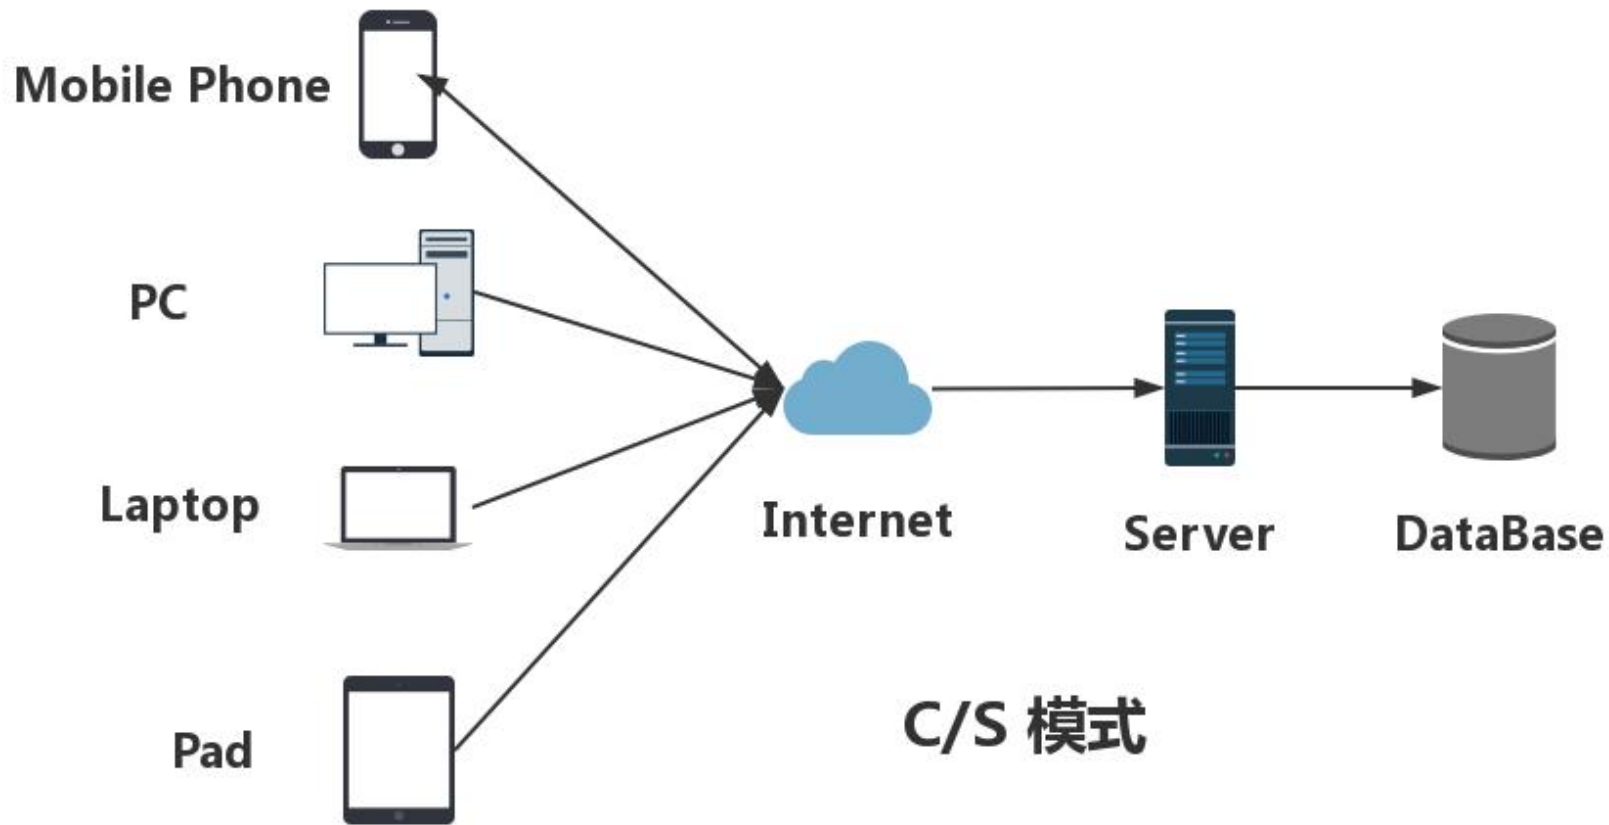 Mobile Phone
PC
Laptop
Pad
Internet
Server
DataBase
C/S 模式